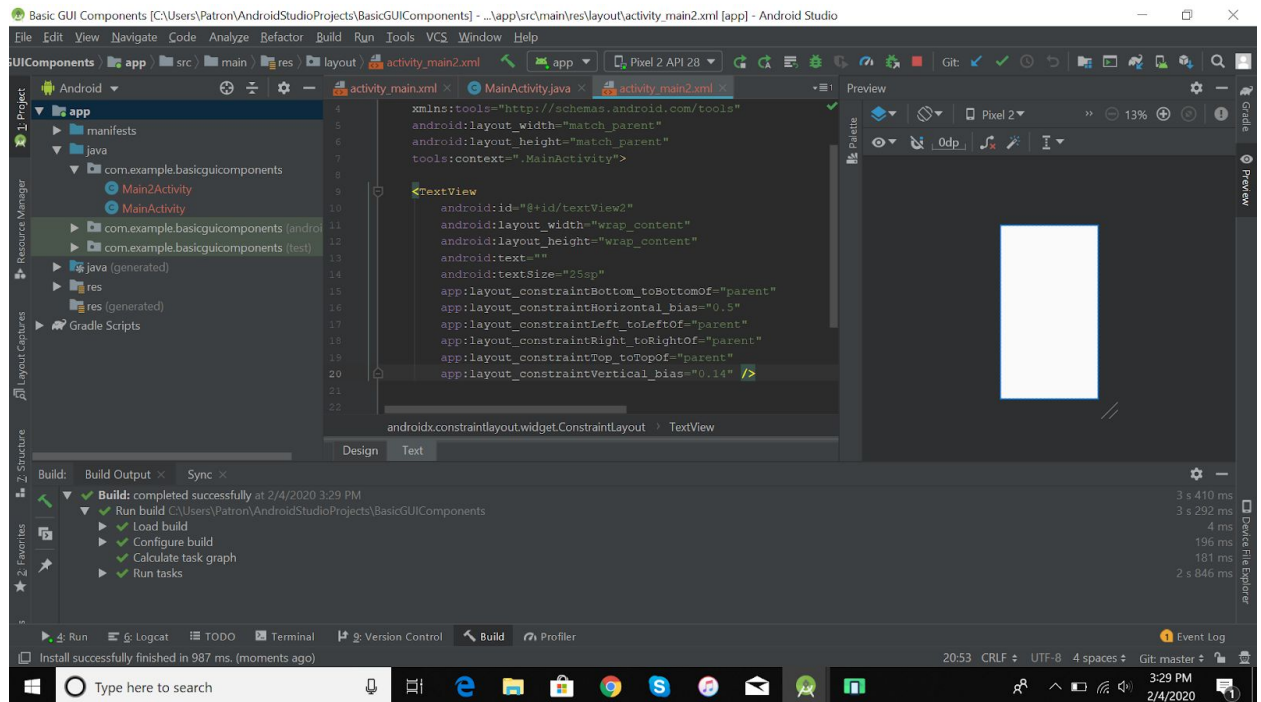 Basic GUI Components [C:\Users\Patron\AndroidStudioProjects\BasicGUIComponents] - ...\app\src\main\res\layout\activity_main2.xml [app] - Android Studio
File Edit View Navigate Code Analyze Refactor Build Run Tools VCS Window Help
GUIComponents app src main res layout activity_main2.xml app Pixel 2 API 28 Git:
Android
activity_main.xml MainActivity.java activity_main2.xml
1: Project
Resource Manager
Layout Captures
Z: Structure
2: Favorites
app
manifests
java
com.example.basicguicomponents
Main2Activity
MainActivity
com.example.basicguicomponents (androi
com.example.basicguicomponents (test)
java (generated)
res
res (generated)
Gradle Scripts
4 xmlns:tools="http://schemas.android.com/tools"
5 android:layout_width="match_parent"
6 android:layout_height="match_parent"
7 tools:context=".MainActivity">
8
9 <TextView
10 android:id="@+id/textView2"
11 android:layout_width="wrap_content"
12 android:layout_height="wrap_content"
13 android:text=""
14 android:textSize="25sp"
15 app:layout_constraintBottom_toBottomOf="parent"
16 app:layout_constraintHorizontal_bias="0.5"
17 app:layout_constraintLeft_toLeftOf="parent"
18 app:layout_constraintRight_toRightOf="parent"
19 app:layout_constraintTop_toTopOf="parent"
20 app:layout_constraintVertical_bias="0.14" />
21
22
androidx.constraintlayout.widget.ConstraintLayout TextView
Design Text
Preview
Palette
Pixel 2 » 13%
0dp
Gradle
Preview
Device File Explorer
Build: Build Output Sync
Build: completed successfully at 2/4/2020 3:29 PM 3 s 410 ms
Run build C:\Users\Patron\AndroidStudioProjects\BasicGUIComponents 3 s 292 ms
Load build 4 ms
Configure build 196 ms
Calculate task graph 181 ms
Run tasks 2 s 846 ms
4: Run 6: Logcat TODO Terminal 9: Version Control Build Profiler 1 Event Log
Install successfully finished in 987 ms. (moments ago) 20:53 CRLF UTF-8 4 spaces Git: master
Type here to search
3:29 PM
2/4/2020
1